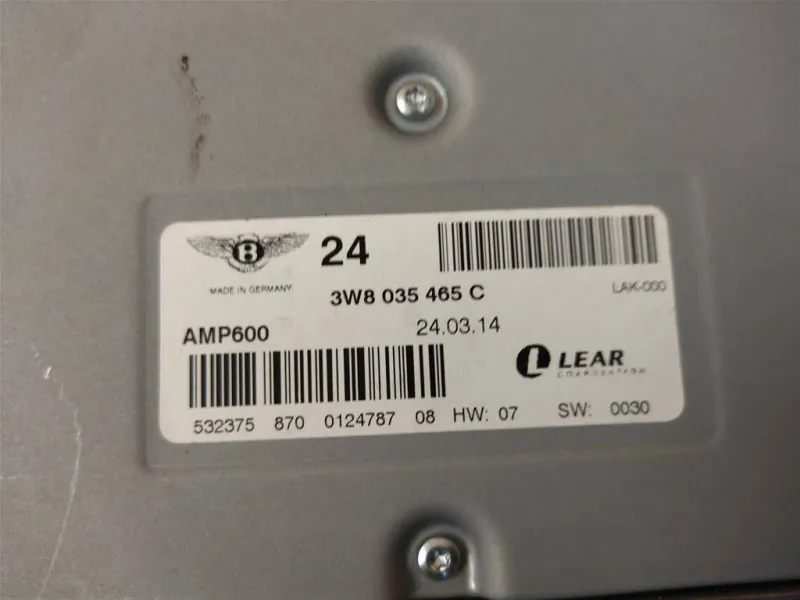 B
24
MADE IN GERMANY
3W8 035 465 C
LAK-000
AMP600
24.03.14
LEAR
CORPORATION
532375 870 0124787 08 HW: 07 SW: 0030